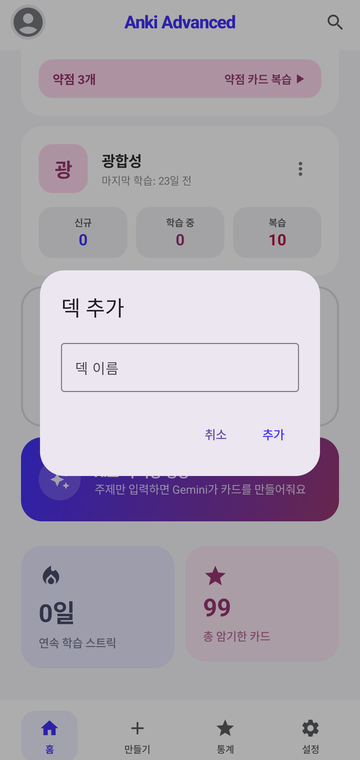 Anki Advanced
약점 3개
약점 카드 복습 ▶
광
광합성
마지막 학습: 23일 전
신규
학습 중
복습
0
0
10
덱 추가
덱 이름
취소
추가
주제만 입력하면 Gemini가 카드를 만들어줘요
0일
연속 학습 스트릭
99
총 암기한 카드
홈
만들기
통계
설정